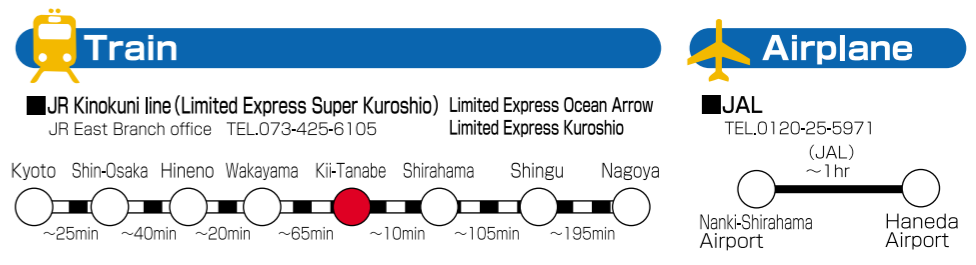 Train
■JR Kinokuni line (Limited Express Super Kuroshio) Limited Express Ocean Arrow
JR East Branch office TEL.073-425-6105 Limited Express Kuroshio
Kyoto Shin-Osaka Hineno Wakayama Kii-Tanabe Shirahama Shingu Nagoya
~25min ~40min ~20min ~65min ~10min ~105min ~195min
Airplane
■JAL
TEL.0120-25-5971
(JAL)
~1hr
Nanki-Shirahama
Airport
Haneda
Airport